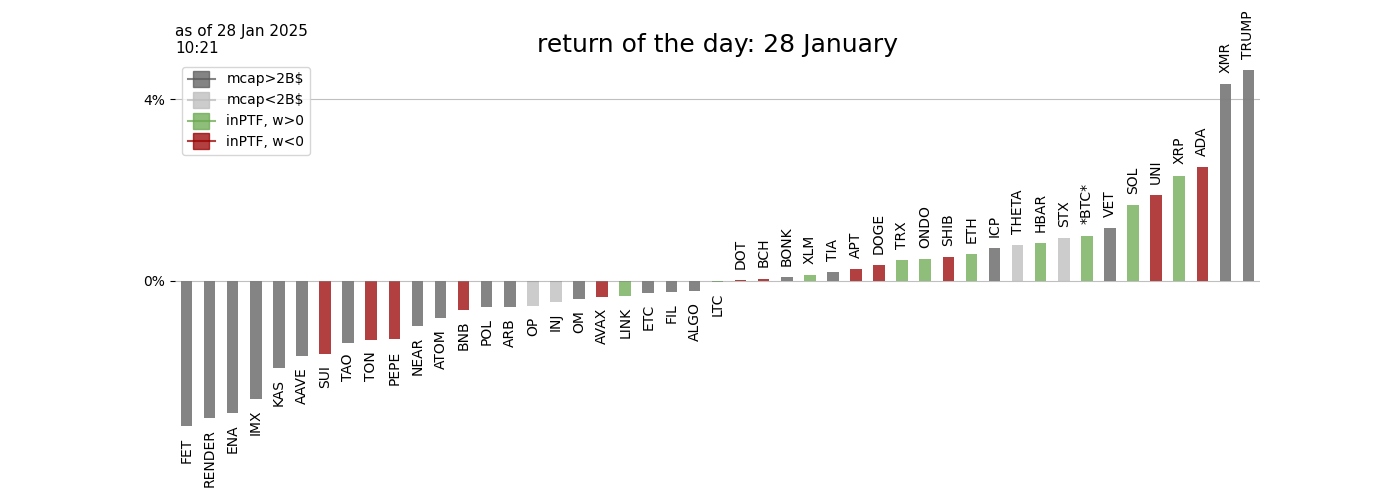 as of 28 Jan 2025
10:21
return of the day: 28 January
mcap>2B$
mcap<2B$
inPTF, w>0
inPTF, w<0
4%
0%
FET
RENDER
ENA
IMX
KAS
AAVE
SUI
TAO
TON
PEPE
NEAR
ATOM
BNB
POL
ARB
OP
INJ
OM
AVAX
LINK
ETC
FIL
ALGO
LTC
DOT
BCH
BONK
XLM
TIA
APT
DOGE
TRX
ONDO
SHIB
ETH
ICP
THETA
HBAR
STX
*BTC*
VET
SOL
UNI
XRP
ADA
XMR
TRUMP